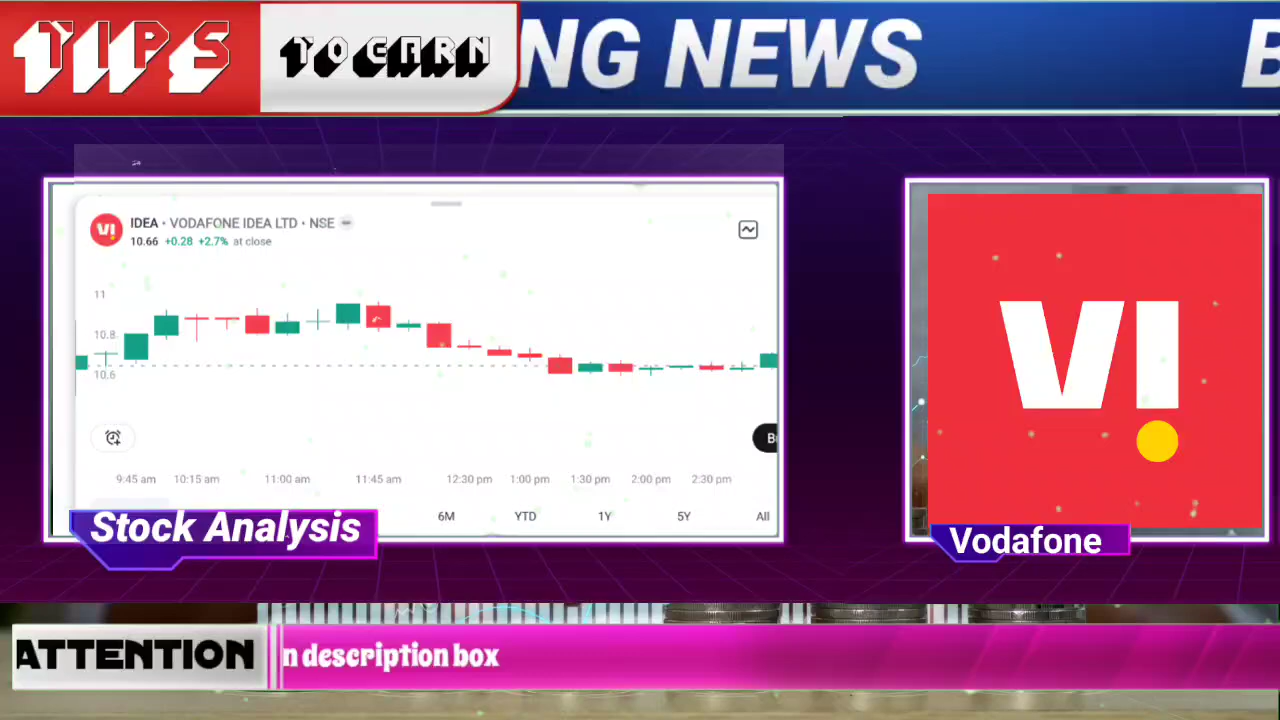 TIPS
TO EARN
NG NEWS
B
IDEA • VODAFONE IDEA LTD • NSE
10.66 +0.28 +2.7% at close
11
10.8
10.6
B
9:45 am 10:15 am 11:00 am 11:45 am 12:30 pm 1:00 pm 1:30 pm 2:00 pm 2:30 pm
6M YTD 1Y 5Y All
Stock Analysis
VI
Vodafone
ATTENTION
n description box